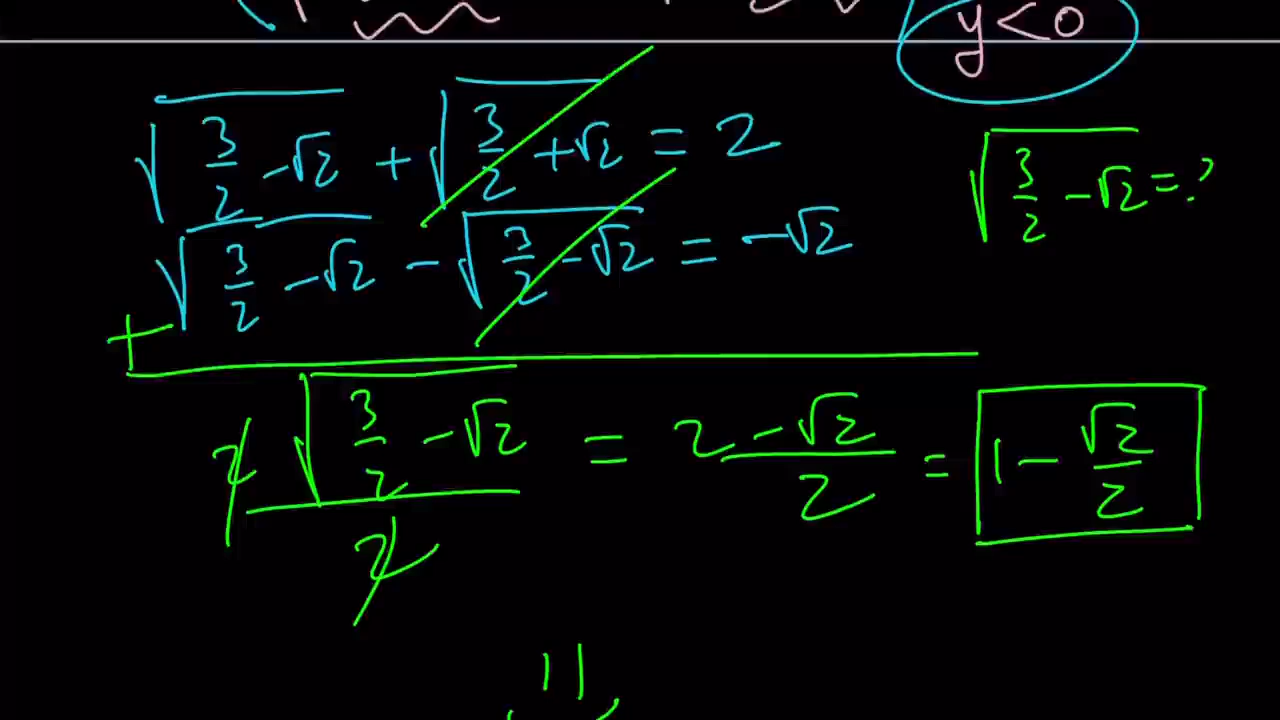 y<0
√(3/2 -√2) + √(3/2 +√2) = 2
√(3/2 -√2) = ?
√(3/2 -√2) - √(3/2 -√2) = -√2
+
2√(3/2 -√2)/2 = (2-√2)/2 = 1 - √2/2